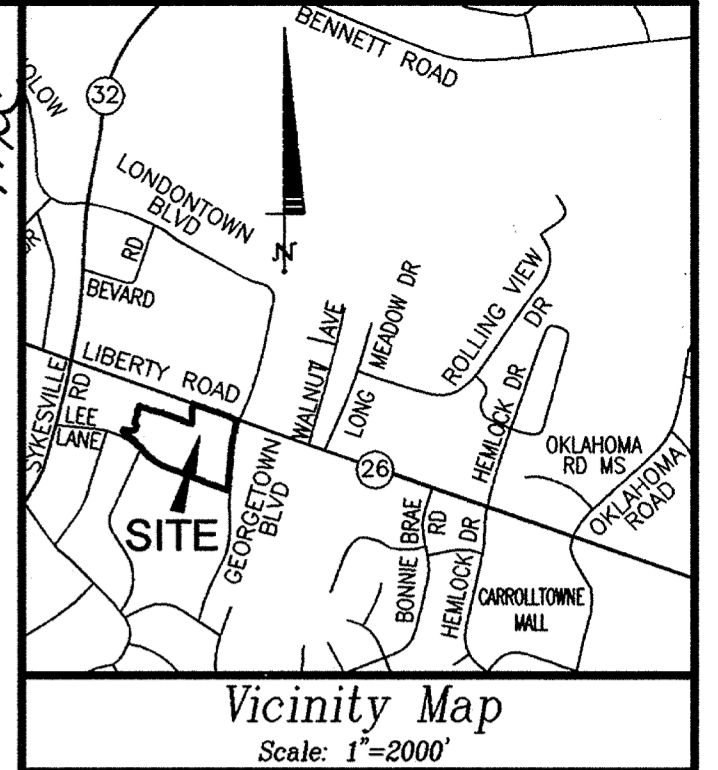 BENNETT ROAD
32
OLOW
LONDONTOWN
BLVD
DR
RD
BEVARD
N
LIBERTY ROAD
WALNUT AVE
LONG MEADOW DR
ROLLING VIEW
DR
SYKESVILLE
RD
LEE
LANE
SITE
GEORGETOWN
BLVD
26
HEMLOCK DR
OKLAHOMA
RD MS
OKLAHOMA
ROAD
BONNIE BRAE
RD
HEMLOCK DR
CARROLLTOWNE
MALL
Vicinity Map
Scale: 1"=2000'